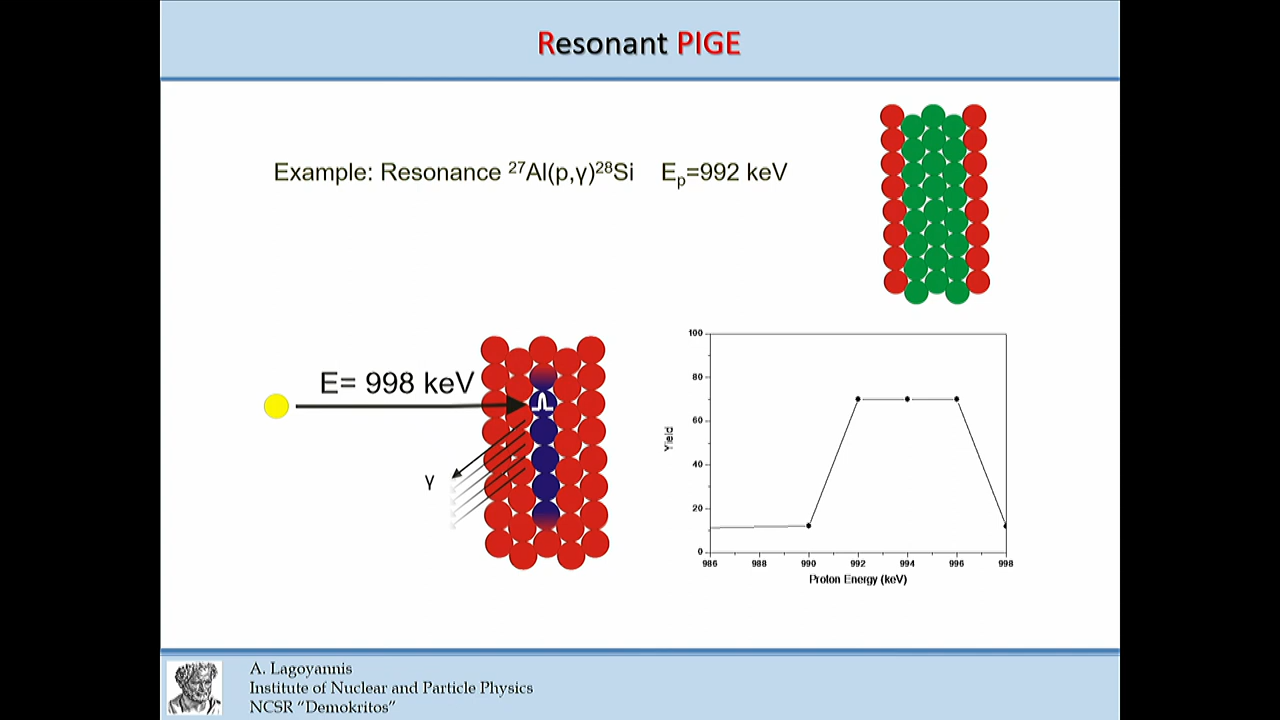 Resonant PIGE
Example: Resonance ²⁷Al(p,γ)²⁸Si Eₚ=992 keV
E= 998 keV
γ
100
80
60
40
20
0
Yield
986 988 990 992 994 996 998
Proton Energy (keV)
A. Lagoyannis
Institute of Nuclear and Particle Physics
NCSR "Demokritos"